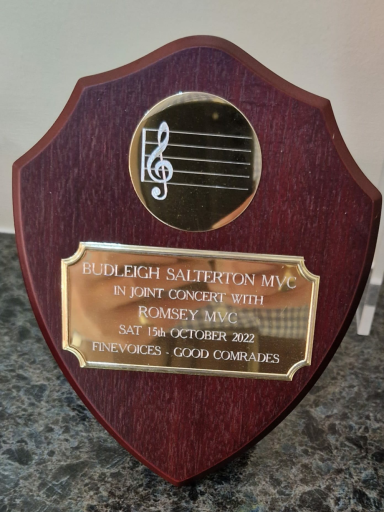 BUDLEIGH SALTERTON MVC
IN JOINT CONCERT WITH
ROMSEY MVC
SAT 15th OCTOBER 2022
FINEVOICES - GOOD COMRADES